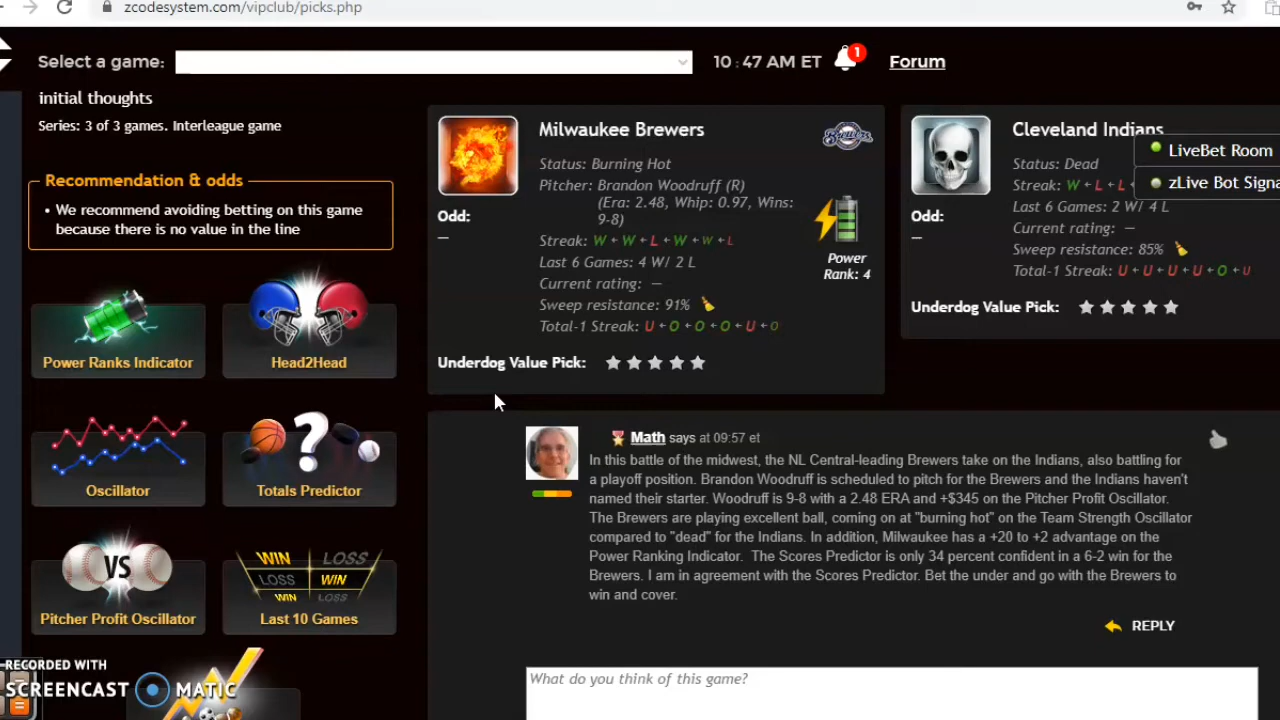 zcodesystem.com/vipclub/picks.php
Select a game:
10 : 47 AM ET
1
Forum
initial thoughts
Series: 3 of 3 games. Interleague game
Recommendation & odds
• We recommend avoiding betting on this game
because there is no value in the line
Power Ranks Indicator
Head2Head
Oscillator
Totals Predictor
VS
Pitcher Profit Oscillator
WIN LOSS
LOSS WIN
WIN LOSS
Last 10 Games
Milwaukee Brewers
Brewers
Status: Burning Hot
Pitcher: Brandon Woodruff (R)
(Era: 2.48, Whip: 0.97, Wins:
9-8)
Odd:
—
Streak: W ← W ← L ← W ← W ← L
Last 6 Games: 4 W/ 2 L
Current rating: —
Sweep resistance: 91%
Total-1 Streak: U ← O ← O ← O ← U ← O
Power
Rank: 4
Underdog Value Pick:
Cleveland Indians
Status: Dead
Streak: W ← L ← L
Odd:
—
Last 6 Games: 2 W/ 4 L
Current rating: —
Sweep resistance: 85%
Total-1 Streak: U ← U ← U ← U ← O ← U
Underdog Value Pick:
LiveBet Room
zLive Bot Signa
Math says at 09:57 et
In this battle of the midwest, the NL Central-leading Brewers take on the Indians, also battling for
a playoff position. Brandon Woodruff is scheduled to pitch for the Brewers and the Indians haven't
named their starter. Woodruff is 9-8 with a 2.48 ERA and +$345 on the Pitcher Profit Oscillator.
The Brewers are playing excellent ball, coming on at "burning hot" on the Team Strength Oscillator
compared to "dead" for the Indians. In addition, Milwaukee has a +20 to +2 advantage on the
Power Ranking Indicator. The Scores Predictor is only 34 percent confident in a 6-2 win for the
Brewers. I am in agreement with the Scores Predictor. Bet the under and go with the Brewers to
win and cover.
REPLY
What do you think of this game?
RECORDED WITH
SCREENCAST MATIC